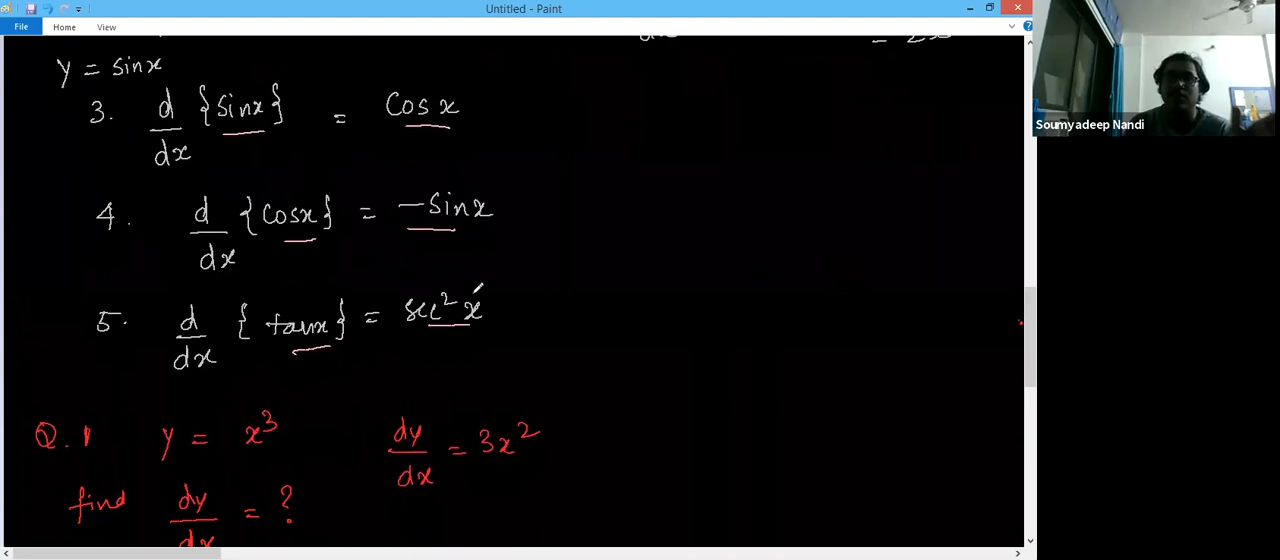 Untitled - Paint
File Home View
y = sinx
3. d/dx {sinx} = Cosx
4. d/dx {cosx} = -sinx
5. d/dx {tanx} = sec²x
Q.1 y = x³ dy/dx = 3x²
find dy/dx = ?
Soumyadeep Nandi